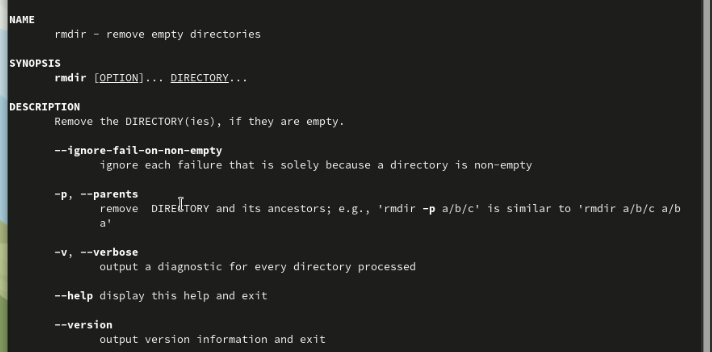 NAME
rmdir - remove empty directories
SYNOPSIS
rmdir [OPTION]... DIRECTORY...
DESCRIPTION
Remove the DIRECTORY(ies), if they are empty.
--ignore-fail-on-non-empty
ignore each failure that is solely because a directory is non-empty
-p, --parents
remove  DIRECTORY and its ancestors; e.g., 'rmdir -p a/b/c' is similar to 'rmdir a/b/c a/b
a'
-v, --verbose
output a diagnostic for every directory processed
--help display this help and exit
--version
output version information and exit